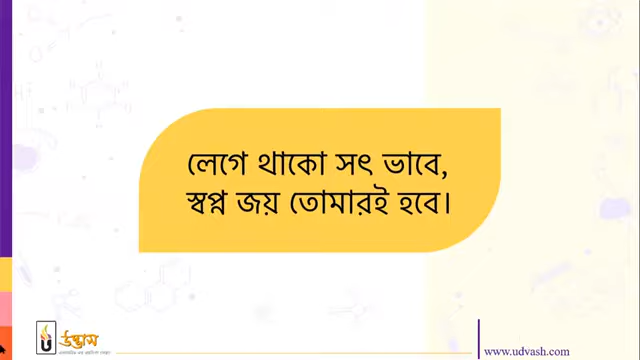 লেগে থাকো সৎ ভাবে,
স্বপ্ন জয় তোমারই হবে।
উদ্ভাস
www.udvash.com